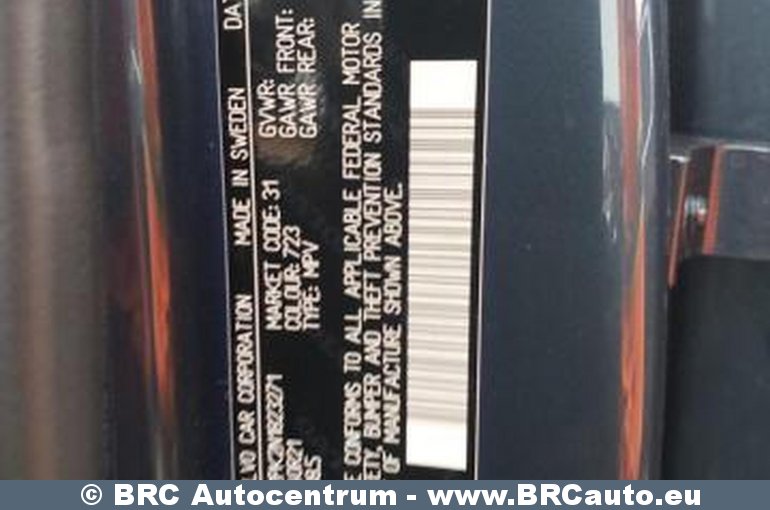 LVO CAR CORPORATION MADE IN SWEDEN DA
PK2N1823271 MARKET CODE: 31 GVWR:
COLOUR: 723 GAWR FRONT:
TYPE: MPV GAWR REAR:
E CONFORMS TO ALL APPLICABLE FEDERAL MOTOR
ETY, BUMPER AND THEFT PREVENTION STANDARDS IN
OF MANUFACTURE SHOWN ABOVE.
© BRC Autocentrum - www.BRCauto.eu